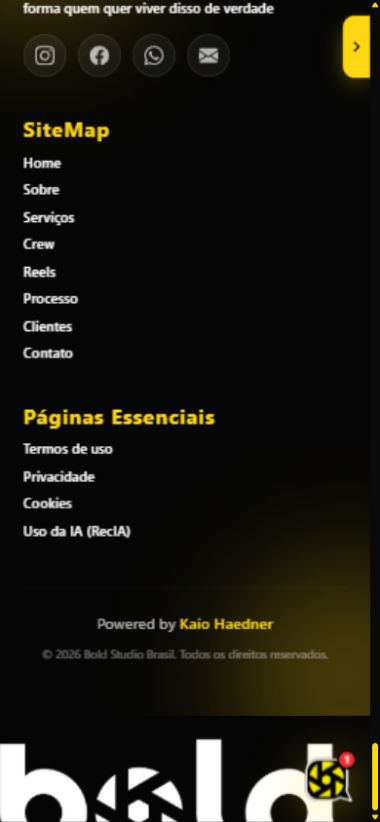 forma quem quer viver disso de verdade
SiteMap
Home
Sobre
Serviços
Crew
Reels
Processo
Clientes
Contato
Páginas Essenciais
Termos de uso
Privacidade
Cookies
Uso da IA (RecIA)
Powered by Kaio Haedner
© 2026 Bold Studio Brasil. Todos os direitos reservados.
bold
1